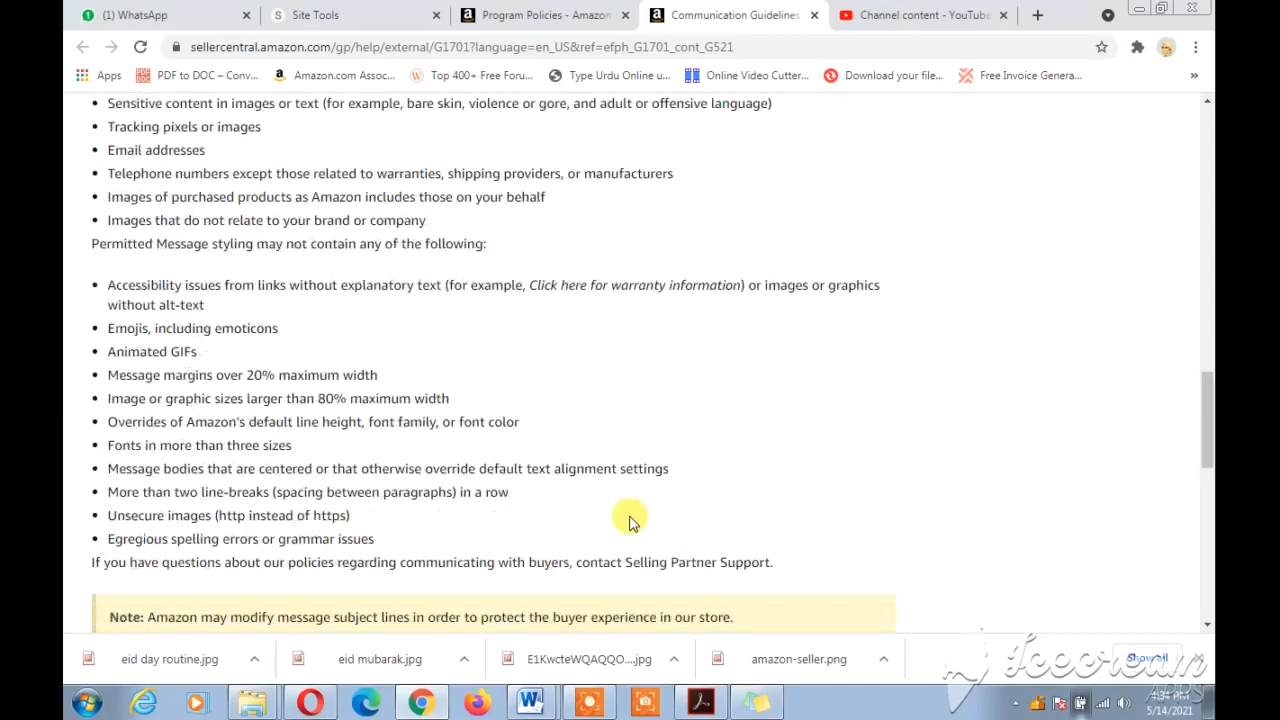 (1) WhatsApp
Site Tools
Program Policies - Amazon
Communication Guidelines
Channel content - YouTube
sellercentral.amazon.com/gp/help/external/G1701?language=en_US&ref=efph_G1701_cont_G521
Apps
PDF to DOC – Conv...
Amazon.com Assoc...
Top 400+ Free Foru...
Type Urdu Online u...
Online Video Cutter...
Download your file...
Free Invoice Genera...
»
• Sensitive content in images or text (for example, bare skin, violence or gore, and adult or offensive language)
• Tracking pixels or images
• Email addresses
• Telephone numbers except those related to warranties, shipping providers, or manufacturers
• Images of purchased products as Amazon includes those on your behalf
• Images that do not relate to your brand or company
Permitted Message styling may not contain any of the following:
• Accessibility issues from links without explanatory text (for example, Click here for warranty information) or images or graphics
without alt-text
• Emojis, including emoticons
• Animated GIFs
• Message margins over 20% maximum width
• Image or graphic sizes larger than 80% maximum width
• Overrides of Amazon's default line height, font family, or font color
• Fonts in more than three sizes
• Message bodies that are centered or that otherwise override default text alignment settings
• More than two line-breaks (spacing between paragraphs) in a row
• Unsecure images (http instead of https)
• Egregious spelling errors or grammar issues
If you have questions about our policies regarding communicating with buyers, contact Selling Partner Support.
Note: Amazon may modify message subject lines in order to protect the buyer experience in our store.
eid day routine.jpg
eid mubarak.jpg
E1KwcteWQAQQO....jpg
amazon-seller.png
Show all
Icecream
APPS
4:34 PM
5/14/2021